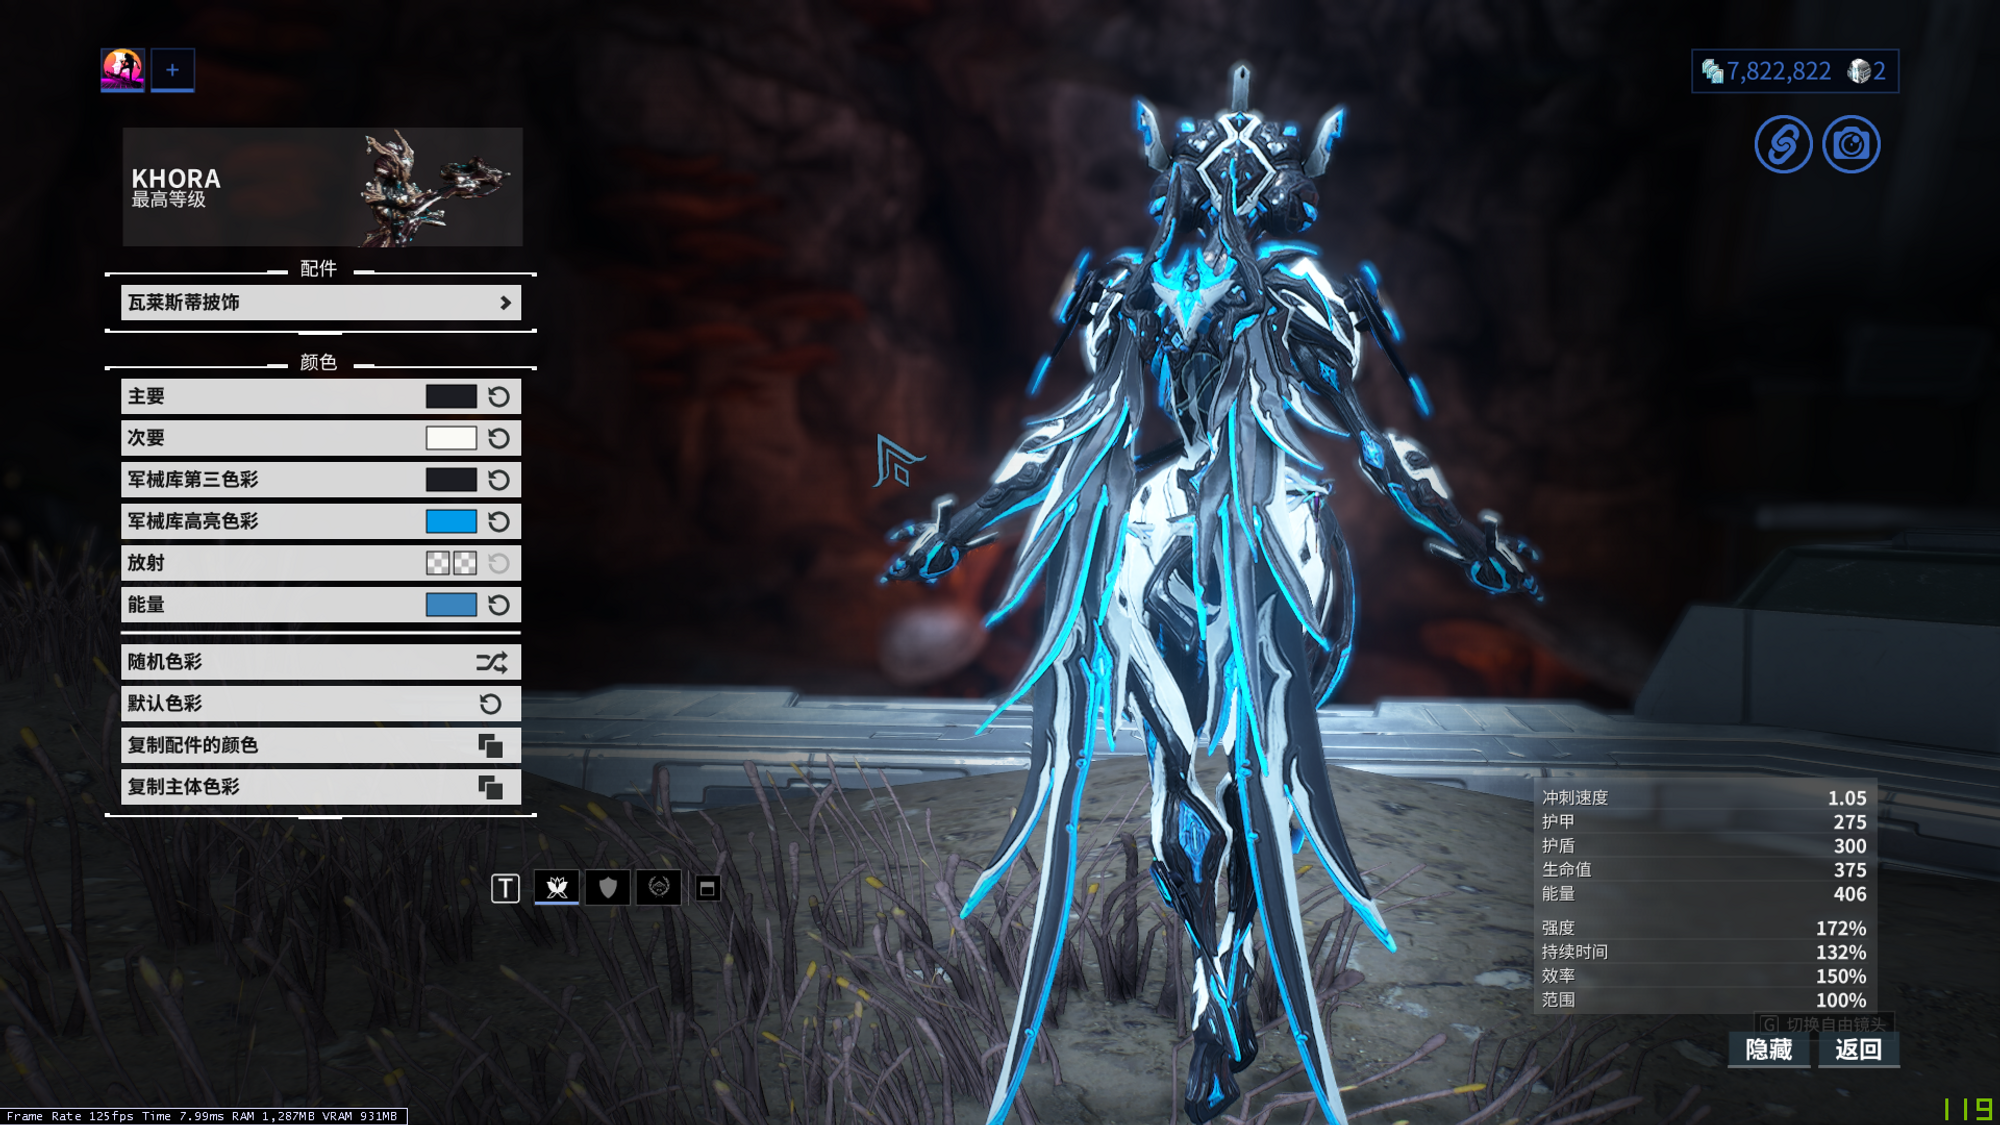 +
7,822,822 2
KHORA
最高等级
配件
瓦莱斯蒂披饰
颜色
主要
次要
军械库第三色彩
军械库高亮色彩
放射
能量
随机色彩
默认色彩
复制配件的颜色
复制主体色彩
T
冲刺速度 1.05
护甲 275
护盾 300
生命值 375
能量 406
强度 172%
持续时间 132%
效率 150%
范围 100%
G 切换自由镜头
隐藏 返回
Frame Rate 125fps Time 7.99ms RAM 1,287MB VRAM 931MB
119